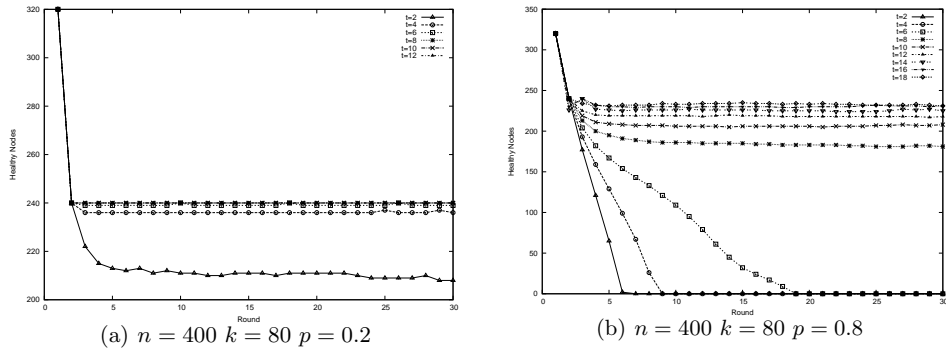 320
300
280
260
240
220
200
0
5
10
15
20
25
30
Healthy Nodes
Round
t=2
t=4
t=6
t=8
t=10
t=12
(a) n = 400 k = 80 p = 0.2
350
300
250
200
150
100
50
0
0
5
10
15
20
25
30
Healthy Nodes
Round
t=2
t=4
t=6
t=8
t=10
t=12
t=14
t=16
t=18
(b) n = 400 k = 80 p = 0.8